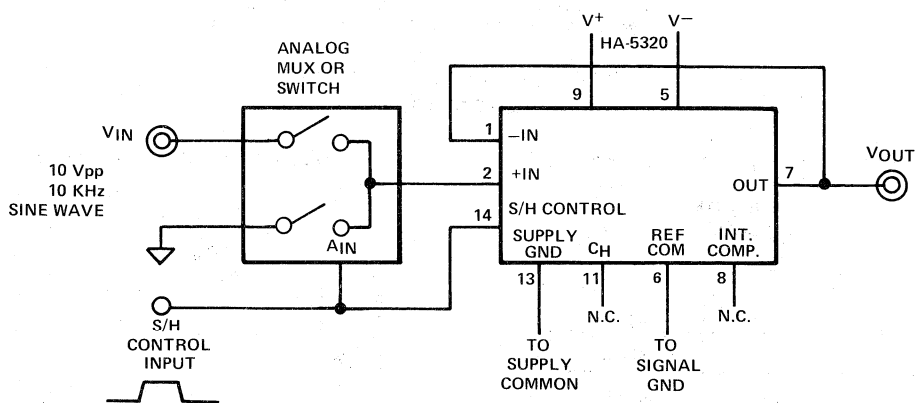 V+ V−
HA-5320
ANALOG
MUX OR
SWITCH
9 5
VIN
1 −IN
10 Vpp
10 KHz
SINE WAVE
2 +IN
7
VOUT
OUT
14 S/H CONTROL
SUPPLY
GND
CH
REF
COM
INT.
COMP.
AIN
13 11 6 8
S/H
CONTROL
INPUT
N.C.
N.C.
TO
SUPPLY
COMMON
TO
SIGNAL
GND